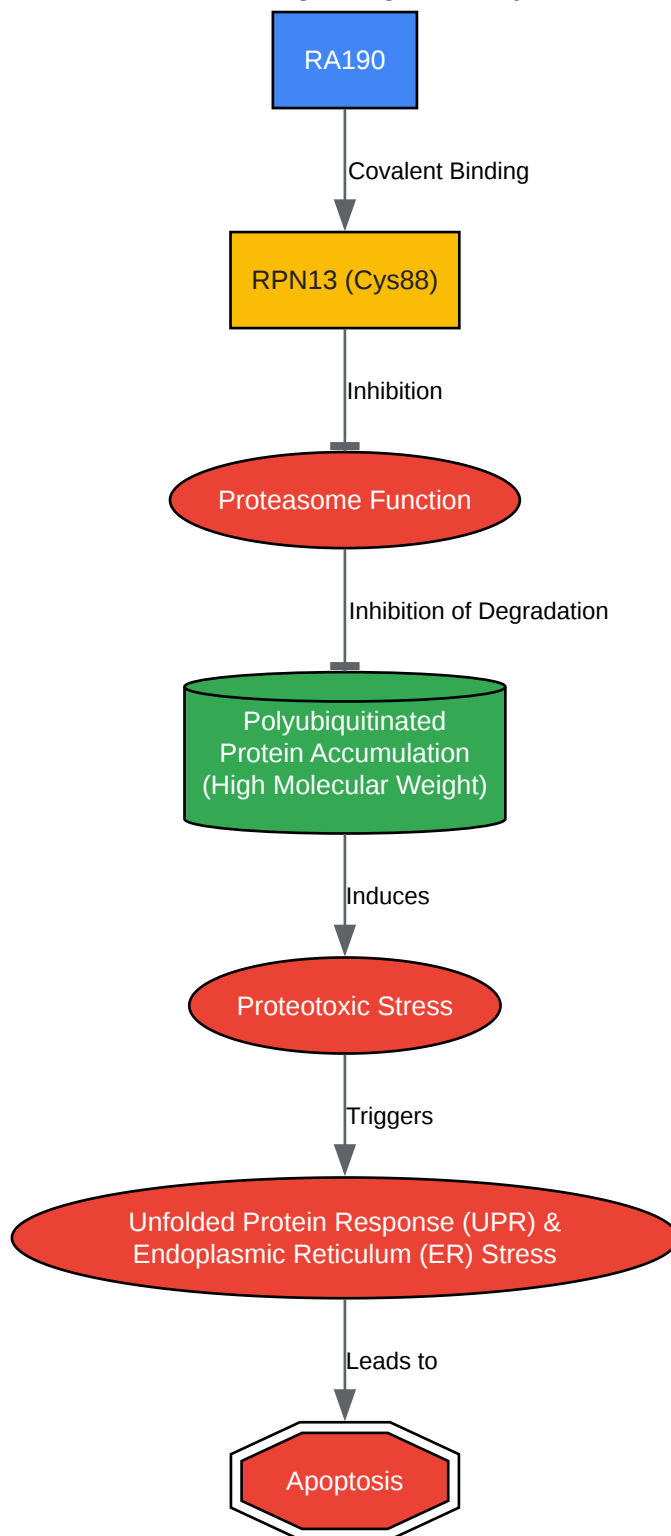 RA190
Covalent Binding
RPN13 (Cys88)
Inhibition
Proteasome Function
Inhibition of Degradation
Polyubiquitinated
Protein Accumulation
(High Molecular Weight)
Induces
Proteotoxic Stress
Triggers
Unfolded Protein Response (UPR) &
Endoplasmic Reticulum (ER) Stress
Leads to
Apoptosis